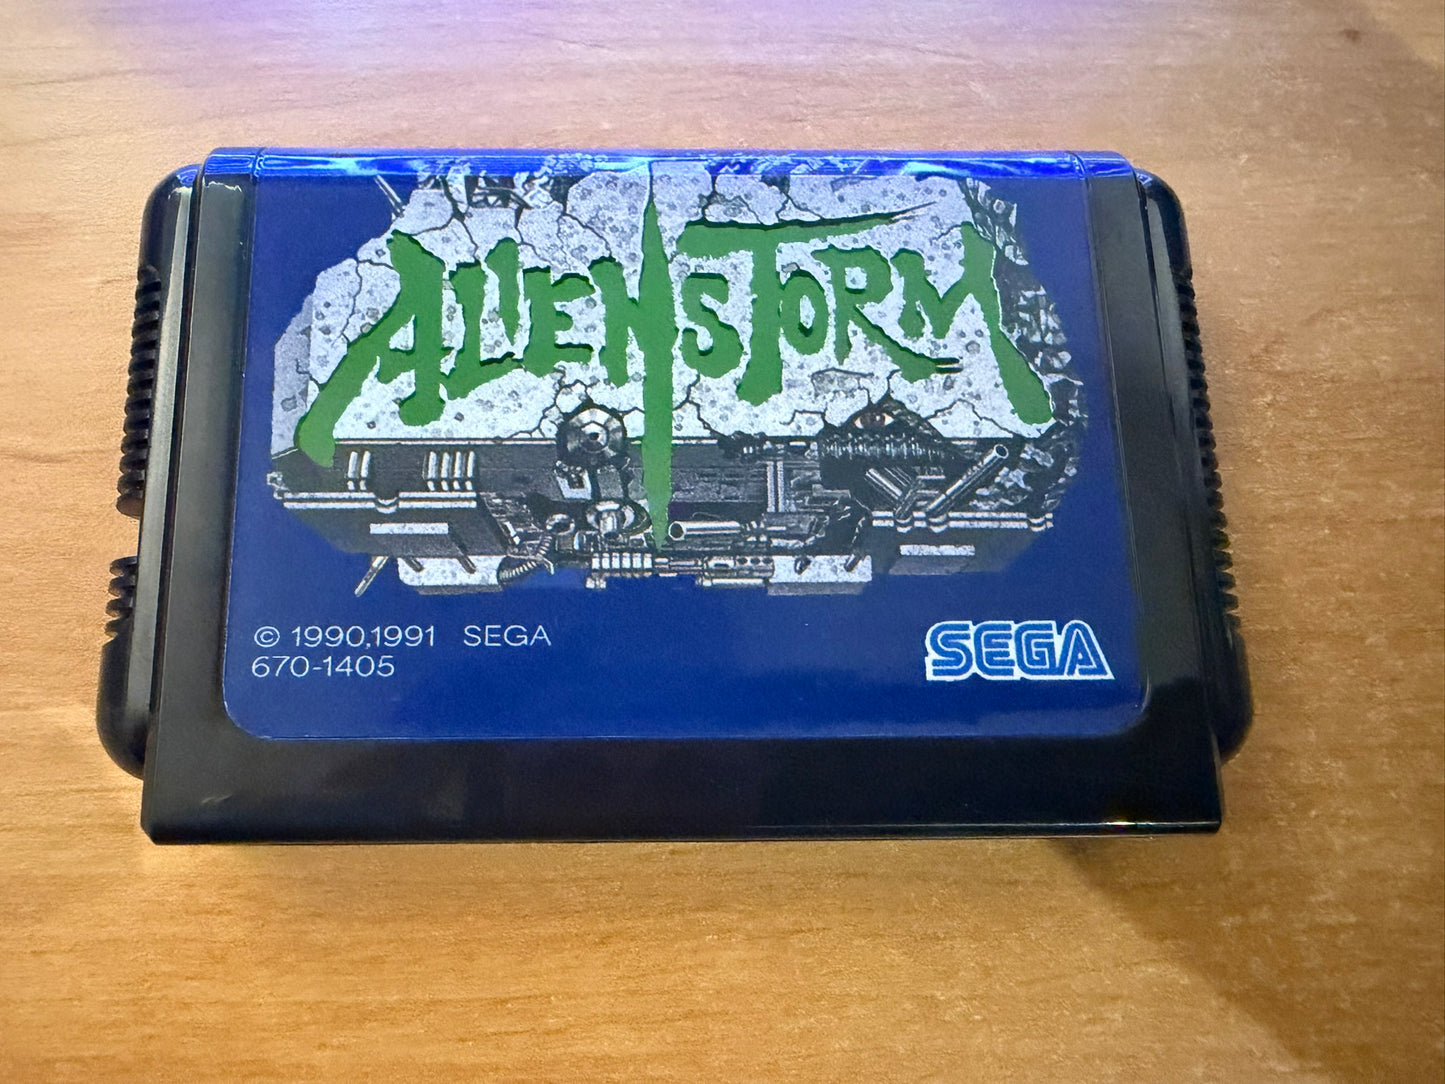 ALIEN STORM
© 1990,1991 SEGA
670-1405
SEGA